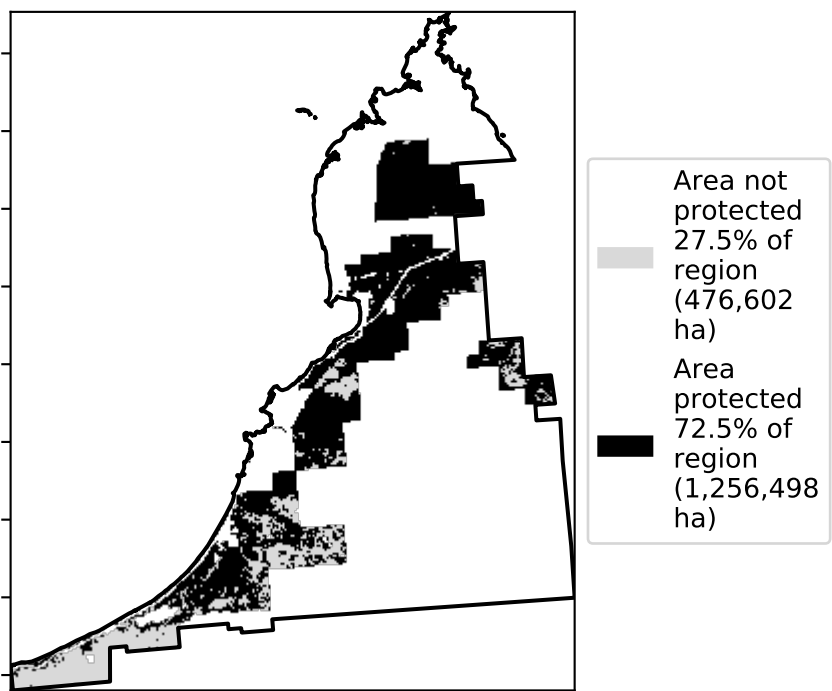 Area not
protected
27.5% of
region
(476,602
ha)
Area
protected
72.5% of
region
(1,256,498
ha)